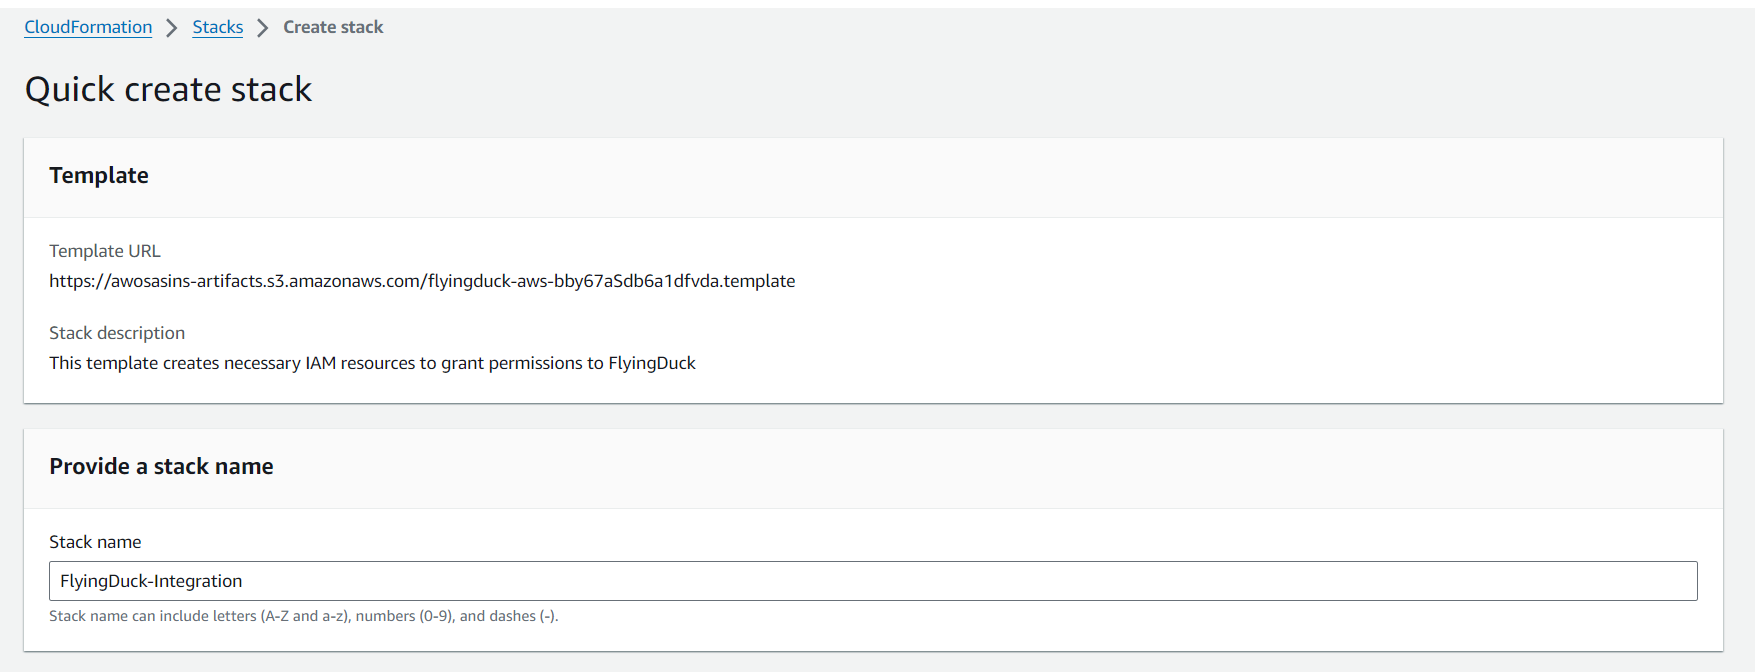 CloudFormation > Stacks > Create stack
Quick create stack
Template
Template URL
https://awosasins-artifacts.s3.amazonaws.com/flyingduck-aws-bby67aSdb6a1dfvda.template
Stack description
This template creates necessary IAM resources to grant permissions to FlyingDuck
Provide a stack name
Stack name
FlyingDuck-Integration
Stack name can include letters (A-Z and a-z), numbers (0-9), and dashes (-).